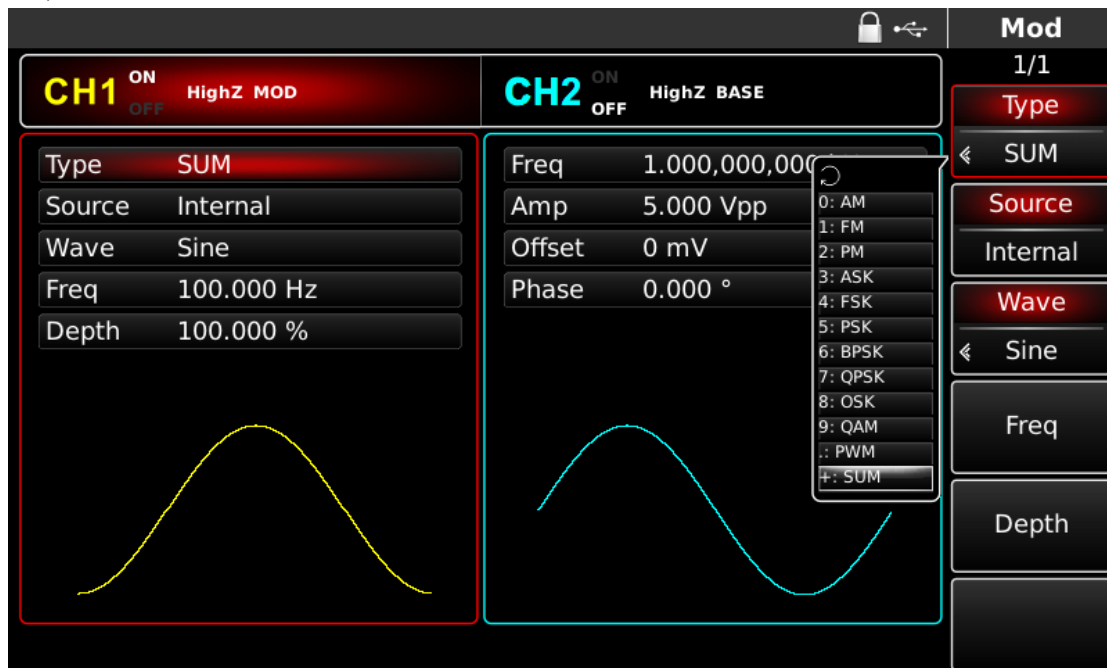 Mod
1/1
CH1 ON OFF HighZ MOD
CH2 ON OFF HighZ BASE
Type SUM
Source Internal
Wave Sine
Freq 100.000 Hz
Depth 100.000 %
Freq 1.000,000,000
Amp 5.000 Vpp
Offset 0 mV
Phase 0.000 °
0: AM
1: FM
2: PM
3: ASK
4: FSK
5: PSK
6: BPSK
7: QPSK
8: OSK
9: QAM
.: PWM
+: SUM
Type
SUM
Source
Internal
Wave
Sine
Freq
Depth